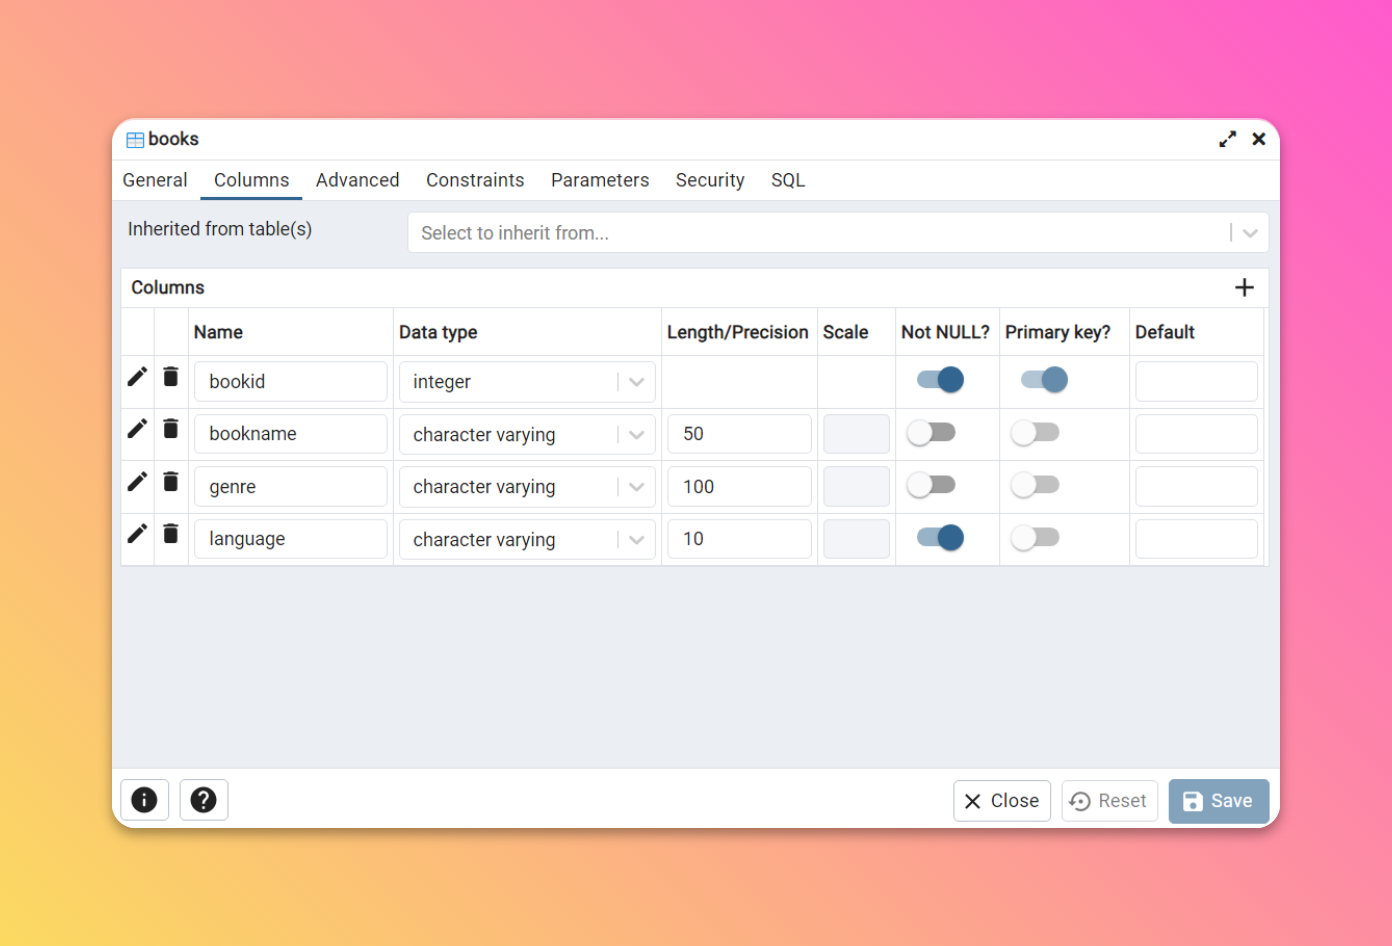 books
General Columns Advanced Constraints Parameters Security SQL
Inherited from table(s) Select to inherit from...
Columns
Name Data type Length/Precision Scale Not NULL? Primary key? Default
bookid integer
bookname character varying 50
genre character varying 100
language character varying 10
Close Reset Save